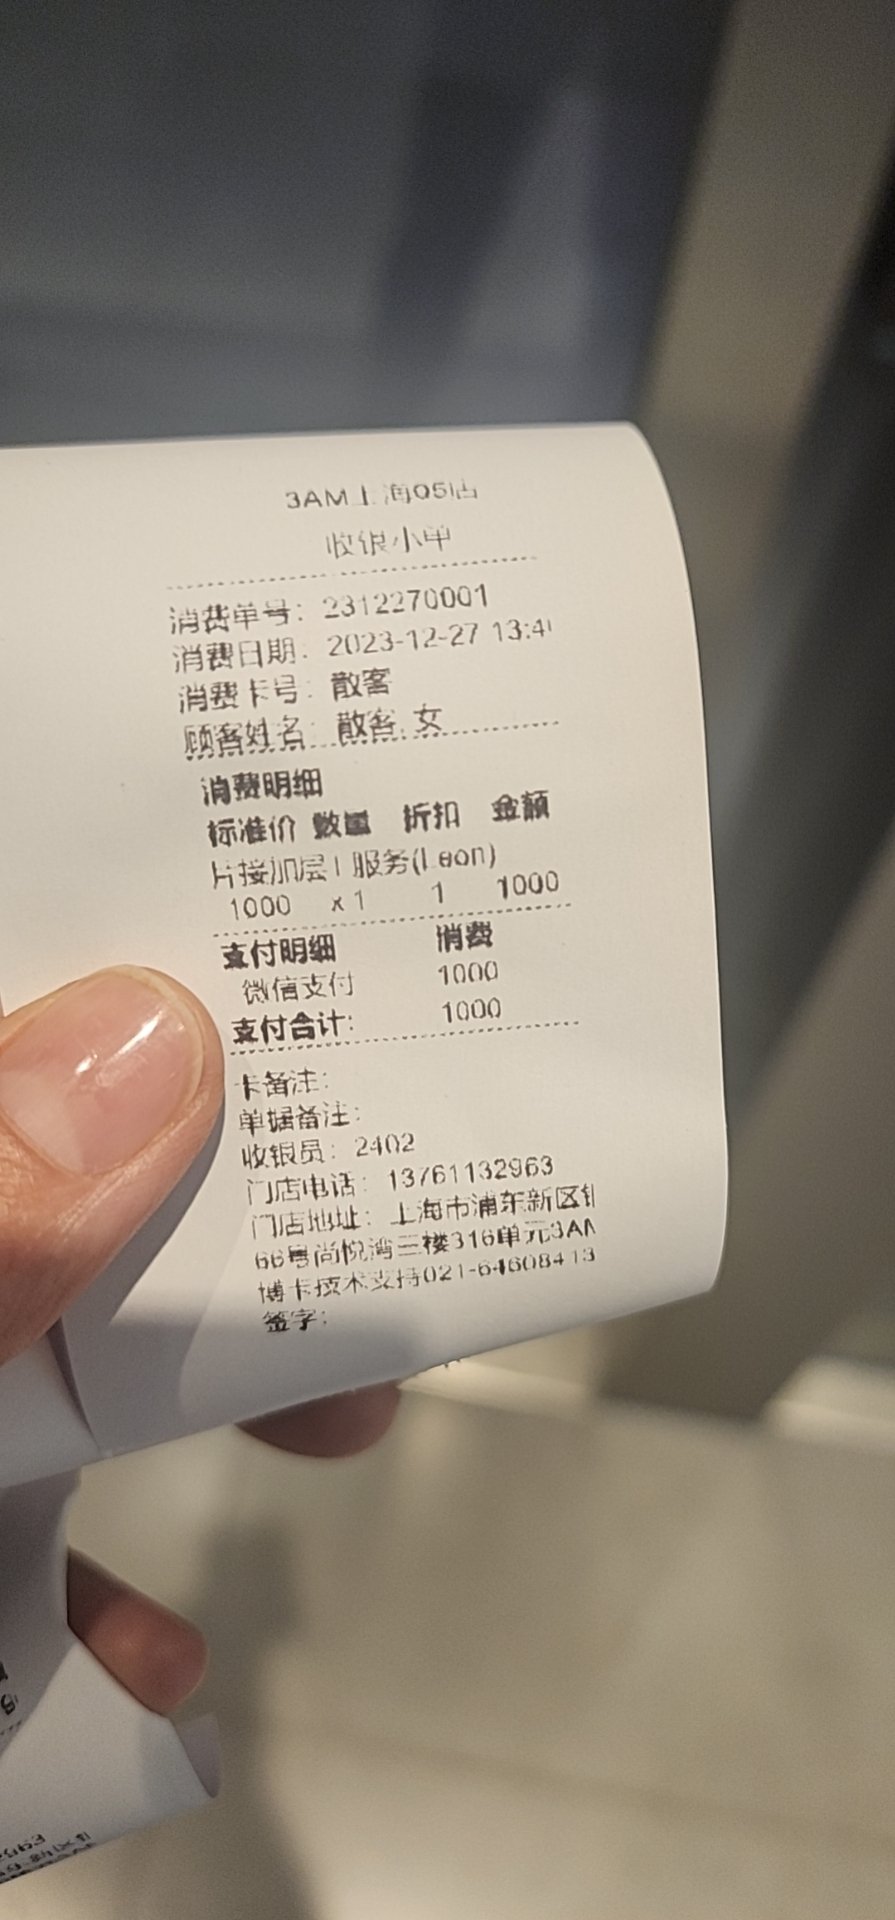 3AM上海05店
收银小单
消费单号: 2312270001
消费日期: 2023-12-27 13:4
消费卡号: 散客
顾客姓名: 散客 女
消费明细
标准价 数量 折扣 金额
片接加层 服务(Leon)
1000 x1 1 1000
支付明细 消费
微信支付 1000
支付合计: 1000
卡备注:
单据备注:
收银员: 2402
门店电话: 13761132963
门店地址: 上海市浦东新区
66号尚悦湾三楼316单元3A
博卡技术支持021-64608413
签字: